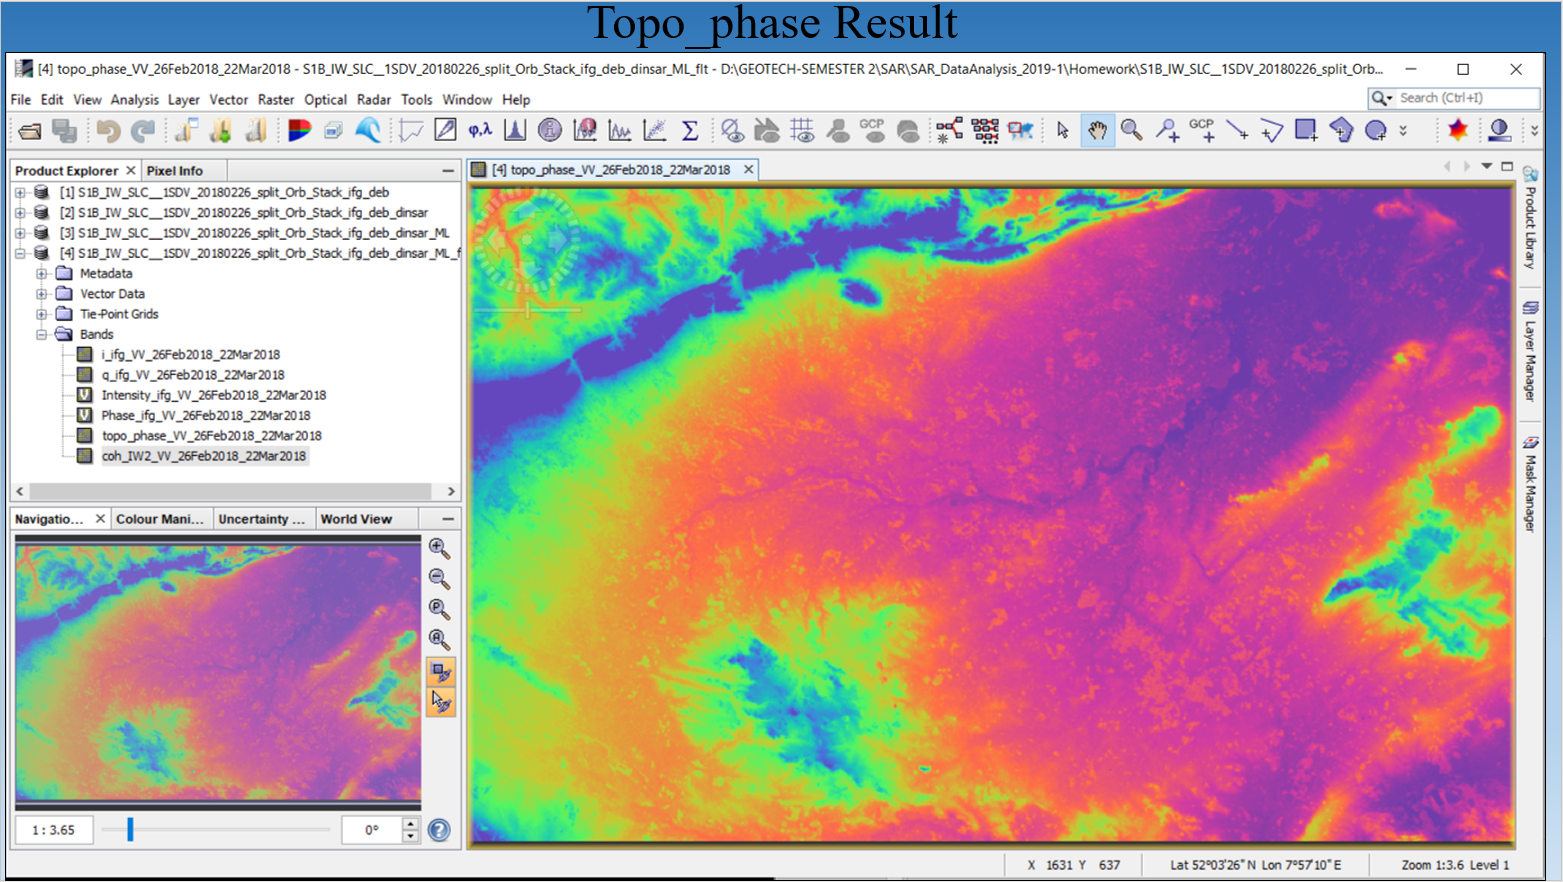 Topo_phase Result
[4] topo_phase_VV_26Feb2018_22Mar2018 - S1B_IW_SLC__1SDV_20180226_split_Orb_Stack_ifg_deb_dinsar_ML_flt - D:\GEOTECH-SEMESTER 2\SAR\SAR_DataAnalysis_2019-1\Homework\S1B_IW_SLC__1SDV_20180226_split_Orb...
File Edit View Analysis Layer Vector Raster Optical Radar Tools Window Help
Search (Ctrl+I)
φ,λ Σ GCP GCP
Product Explorer Pixel Info
[4] topo_phase_VV_26Feb2018_22Mar2018
[1] S1B_IW_SLC__1SDV_20180226_split_Orb_Stack_ifg_deb
[2] S1B_IW_SLC__1SDV_20180226_split_Orb_Stack_ifg_deb_dinsar
[3] S1B_IW_SLC__1SDV_20180226_split_Orb_Stack_ifg_deb_dinsar_ML
[4] S1B_IW_SLC__1SDV_20180226_split_Orb_Stack_ifg_deb_dinsar_ML_f
Metadata
Vector Data
Tie-Point Grids
Bands
i_ifg_VV_26Feb2018_22Mar2018
q_ifg_VV_26Feb2018_22Mar2018
Intensity_ifg_VV_26Feb2018_22Mar2018
Phase_ifg_VV_26Feb2018_22Mar2018
topo_phase_VV_26Feb2018_22Mar2018
coh_IW2_VV_26Feb2018_22Mar2018
Navigatio... Colour Mani... Uncertainty ... World View
1 : 3.65
0°
Product Library
Layer Manager
Mask Manager
X 1631 Y 637
Lat 52°03'26" N Lon 7°57'10" E
Zoom 1:3.6 Level 1